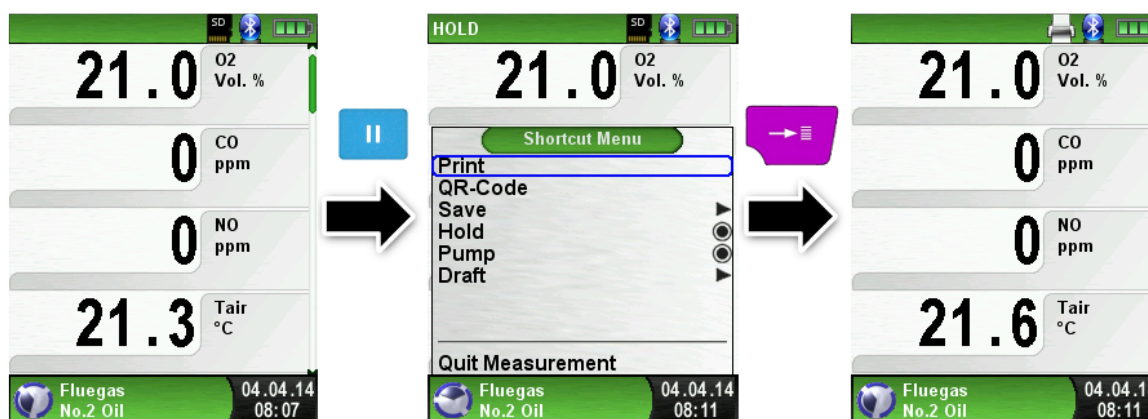 SD
21.0 O2 Vol. %
0 CO ppm
0 NO ppm
21.3 Tair °C
Fluegas 04.04.14
No.2 Oil 08:07
HOLD SD
21.0 O2 Vol. %
Shortcut Menu
Print
QR-Code
Save
Hold
Pump
Draft
Quit Measurement
Fluegas 04.04.14
No.2 Oil 08:11
21.0 O2 Vol. %
0 CO ppm
0 NO ppm
21.6 Tair °C
Fluegas 04.04.1
No.2 Oil